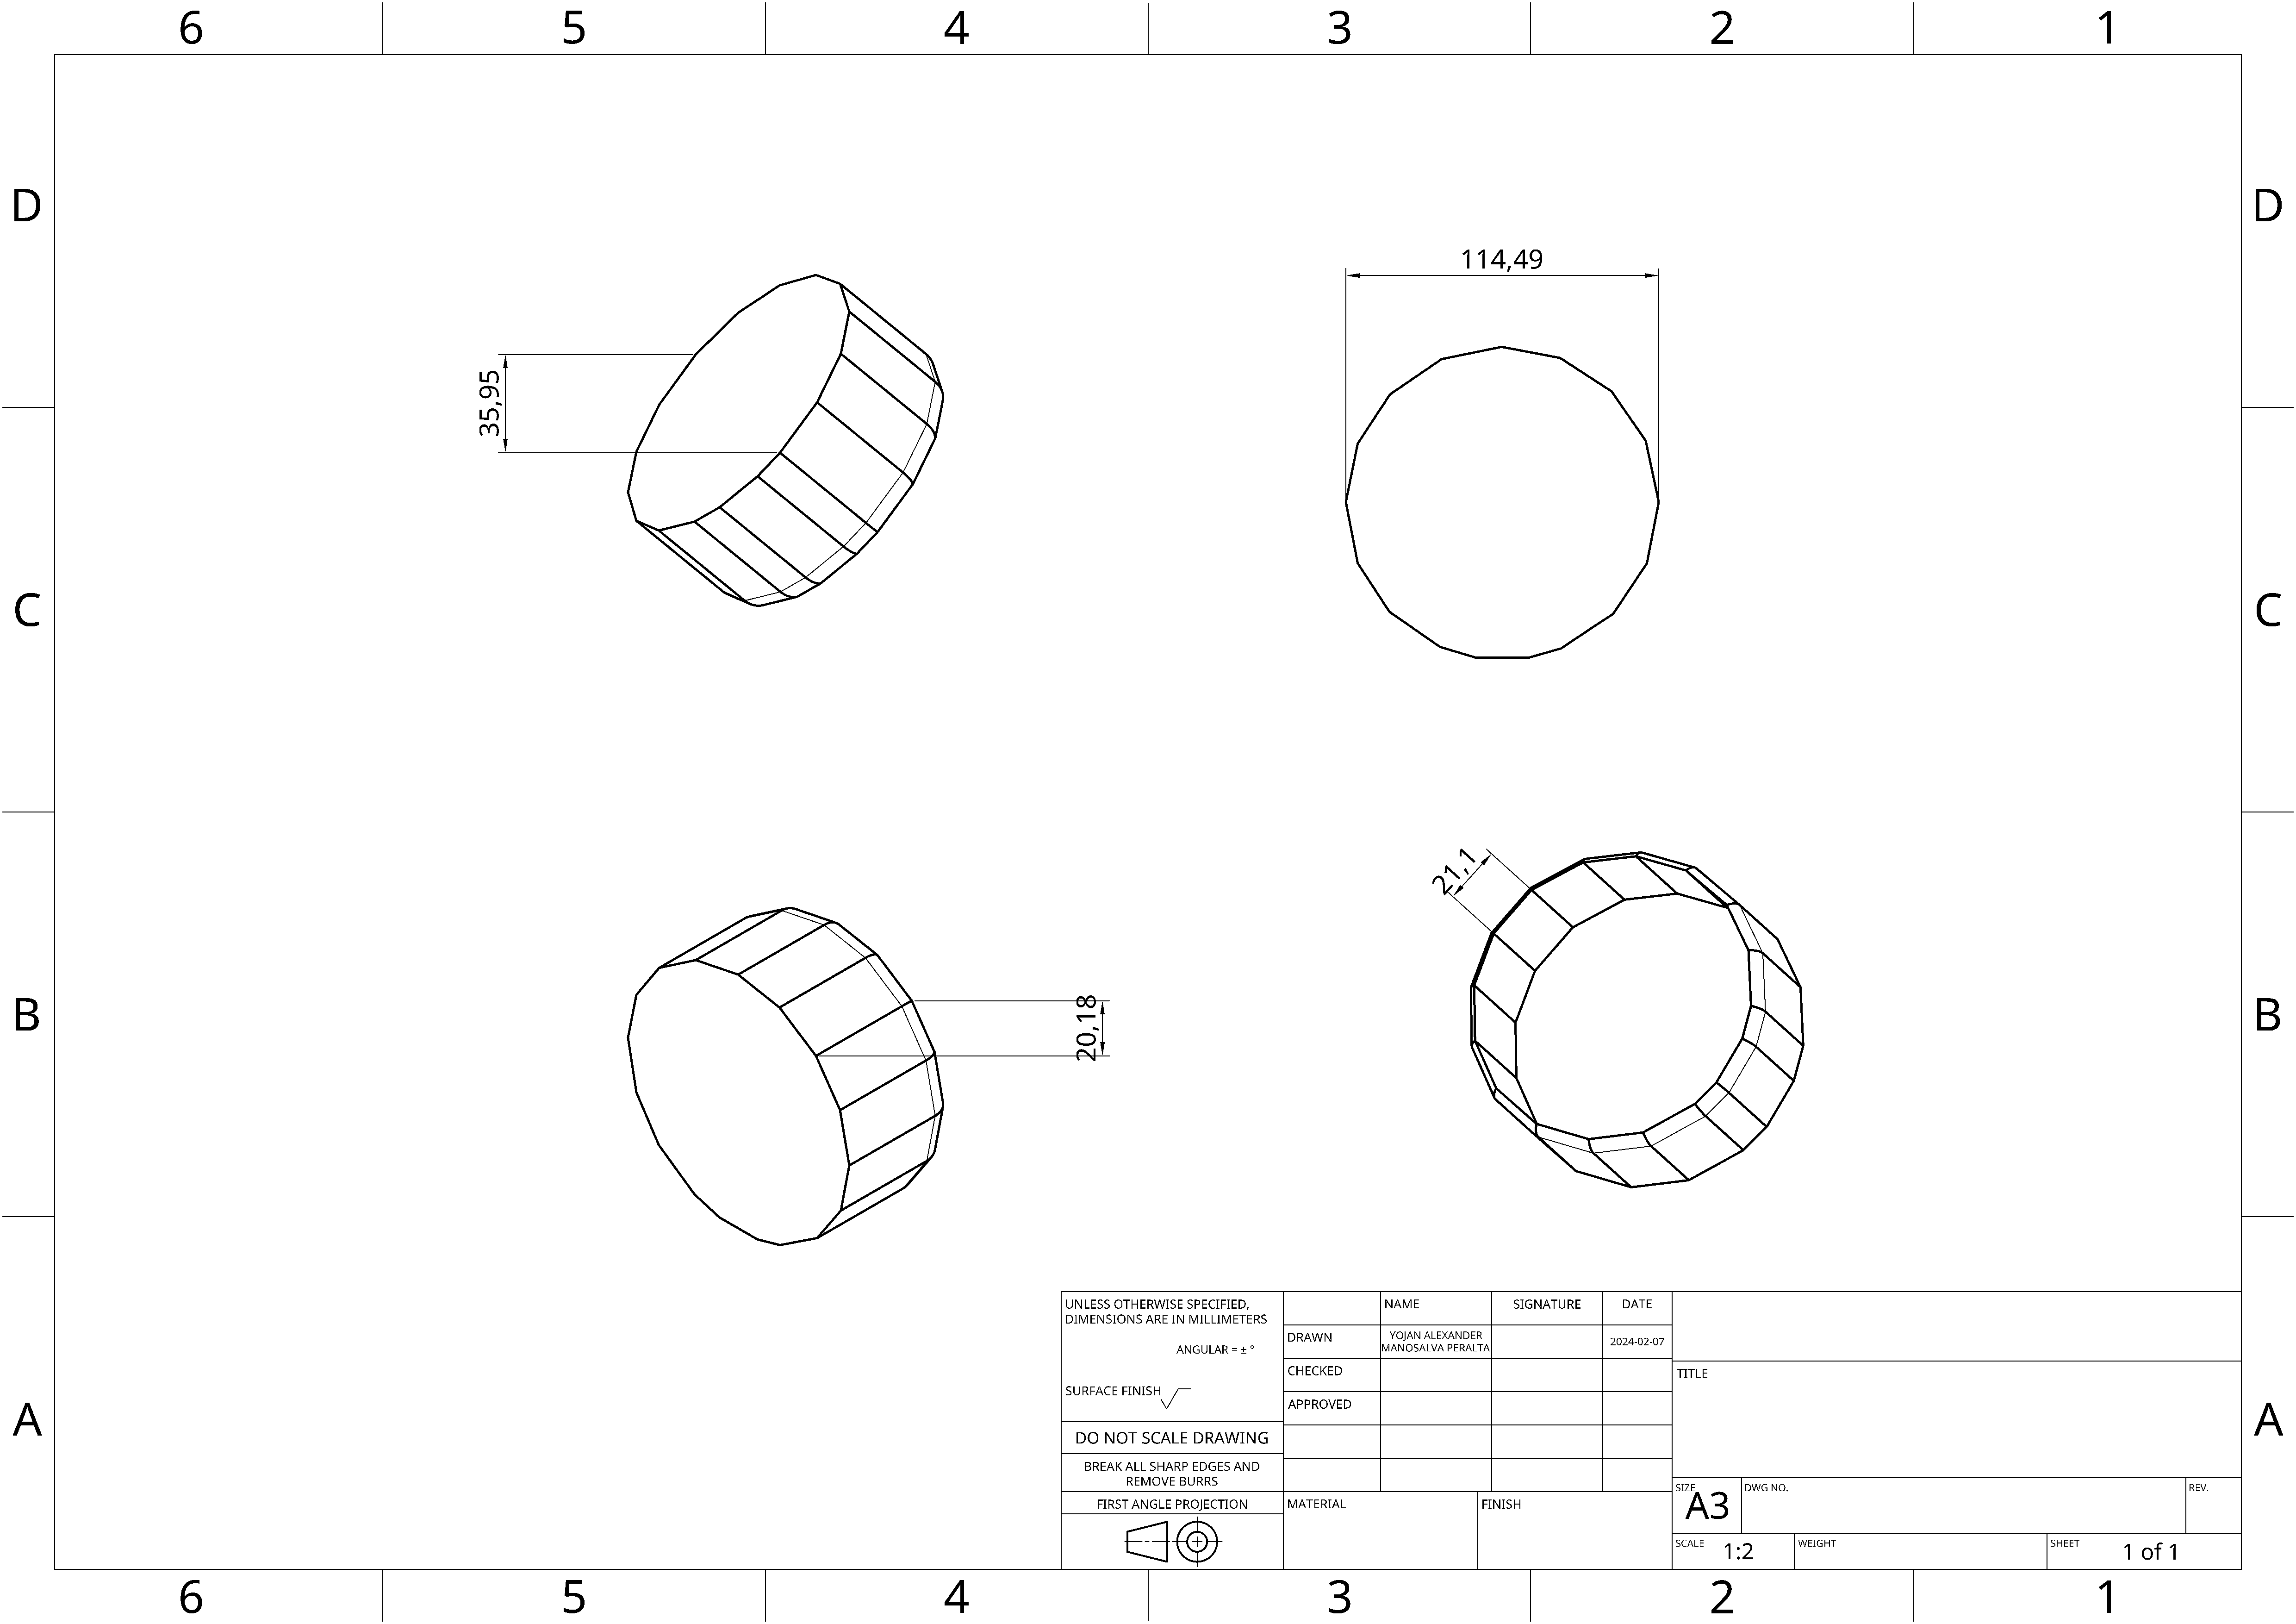 6 5 4 3 2 1
D D
114,49
35,95
C C
21,1
20,18
B B
UNLESS OTHERWISE SPECIFIED,
DIMENSIONS ARE IN MILLIMETERS
ANGULAR = ± °
SURFACE FINISH
DO NOT SCALE DRAWING
BREAK ALL SHARP EDGES AND
REMOVE BURRS
FIRST ANGLE PROJECTION
NAME SIGNATURE DATE
DRAWN YOJAN ALEXANDER
MANOSALVA PERALTA 2024-02-07
CHECKED
APPROVED
MATERIAL FINISH
TITLE
SIZE A3 DWG NO. REV.
SCALE 1:2 WEIGHT SHEET 1 of 1
A A
6 5 4 3 2 1